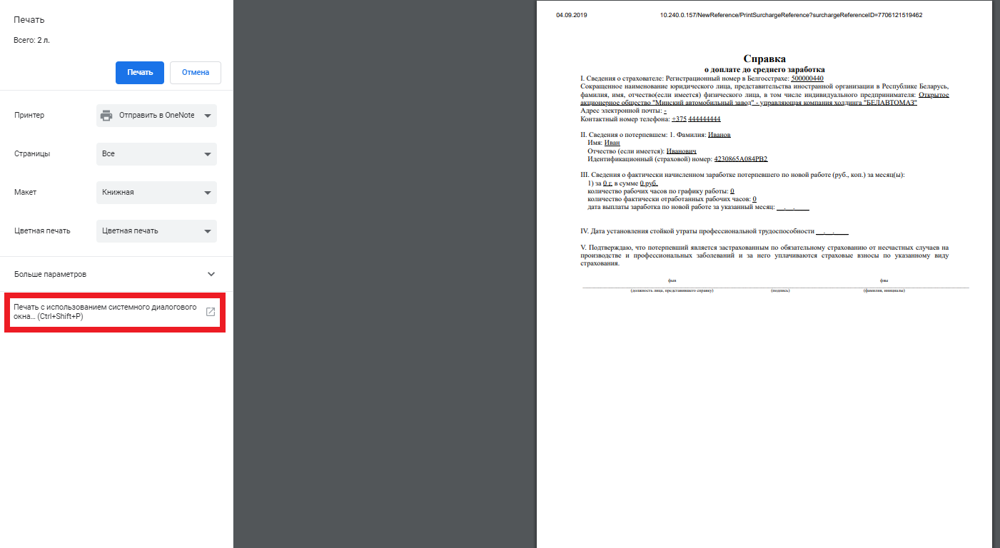 Печать
Всего: 2 л.
Печать
Отмена
Принтер
Отправить в OneNote
Страницы
Все
Макет
Книжная
Цветная печать
Цветная печать
Больше параметров
Печать с использованием системного диалогового
окна... (Ctrl+Shift+P)
04.09.2019
10.240.0.157/NewReference/PrintSurchargeReference?surchargeReferenceID=7706121519462
Справка
о доплате до среднего заработка
I. Сведения о страхователе: Регистрационный номер в Белгосстрахе: 500000440
Сокращенное наименование юридического лица, представительства иностранной организации в Республике Беларусь,
фамилия, имя, отчество(если имеется) физического лица, в том числе индивидуального предпринимателя: Открытое
акционерное общество "Минский автомобильный завод" - управляющая компания холдинга "БЕЛАВТОМАЗ"
Адрес электронной почты: -
Контактный номер телефона: +375 444444444
II. Сведения о потерпевшем: 1. Фамилия: Иванов
Имя: Иван
Отчество (если имеется): Иванович
Идентификационный (страховой) номер: 4230865A084PB2
III. Сведения о фактически начисленном заработке потерпевшего по новой работе (руб., коп.) за месяц(ы):
1) за 0 г. в сумме 0 руб.
количество рабочих часов по графику работы: 0
количество фактически отработанных рабочих часов: 0
дата выплаты заработка по новой работе за указанный месяц: __.__.____
IV. Дата установления стойкой утраты профессиональной трудоспособности __.__.____
V. Подтверждаю, что потерпевший является застрахованным по обязательному страхованию от несчастных случаев на
производстве и профессиональных заболеваний и за него уплачиваются страховые взносы по указанному виду
страхования.
фыв
фвы
(должность лица, представившего справку)
(подпись)
(фамилия, инициалы)